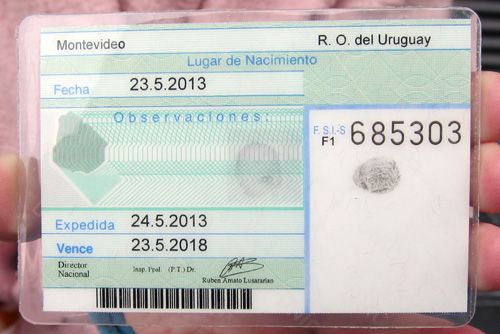 Montevideo R. O. del Uruguay
Lugar de Nacimiento
Fecha 23.5.2013
Observaciones:
F. S.I.-S 685303
F1
Expedida 24.5.2013
Vence 23.5.2018
Director Insp. Ppal. (P.T.) Dr.
Nacional Ruben Amato Lusararian